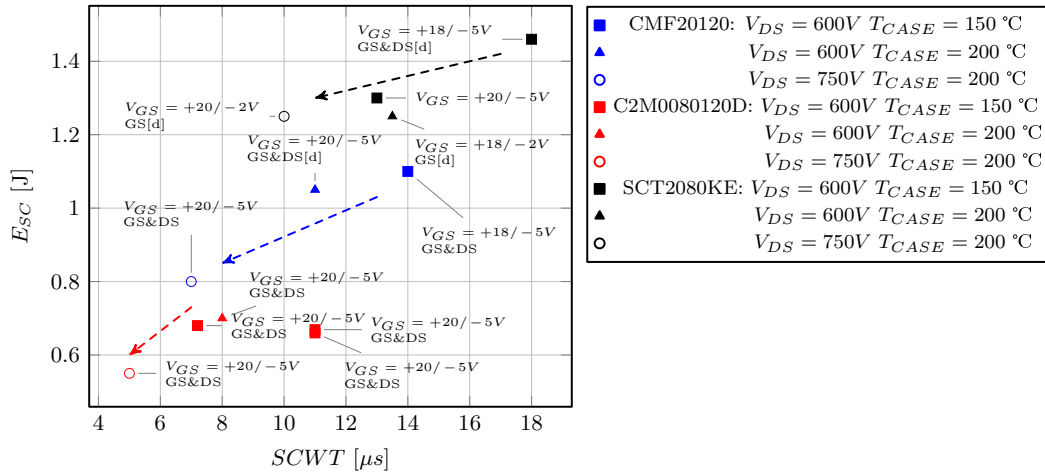 V_GS = +18/−5V
GS&DS[d]
V_GS = +20/−5V
V_GS = +20/−2V
GS[d]
V_GS = +20/−5V
GS&DS[d]
V_GS = +18/−2V
GS[d]
V_GS = +20/−5V
GS&DS
V_GS = +18/−5V
GS&DS
V_GS = +20/−5V
GS&DS
V_GS = +20/−5V
GS&DS
V_GS = +20/−5V
GS&DS
V_GS = +20/−5V
GS&DS
V_GS = +20/−5V
GS&DS
1.4
1.2
1
0.8
0.6
E_SC [J]
4 6 8 10 12 14 16 18
SCWT [μs]
CMF20120: V_DS = 600V T_CASE = 150 ℃
V_DS = 600V T_CASE = 200 ℃
V_DS = 750V T_CASE = 200 ℃
C2M0080120D: V_DS = 600V T_CASE = 150 ℃
V_DS = 600V T_CASE = 200 ℃
V_DS = 750V T_CASE = 200 ℃
SCT2080KE: V_DS = 600V T_CASE = 150 ℃
V_DS = 600V T_CASE = 200 ℃
V_DS = 750V T_CASE = 200 ℃